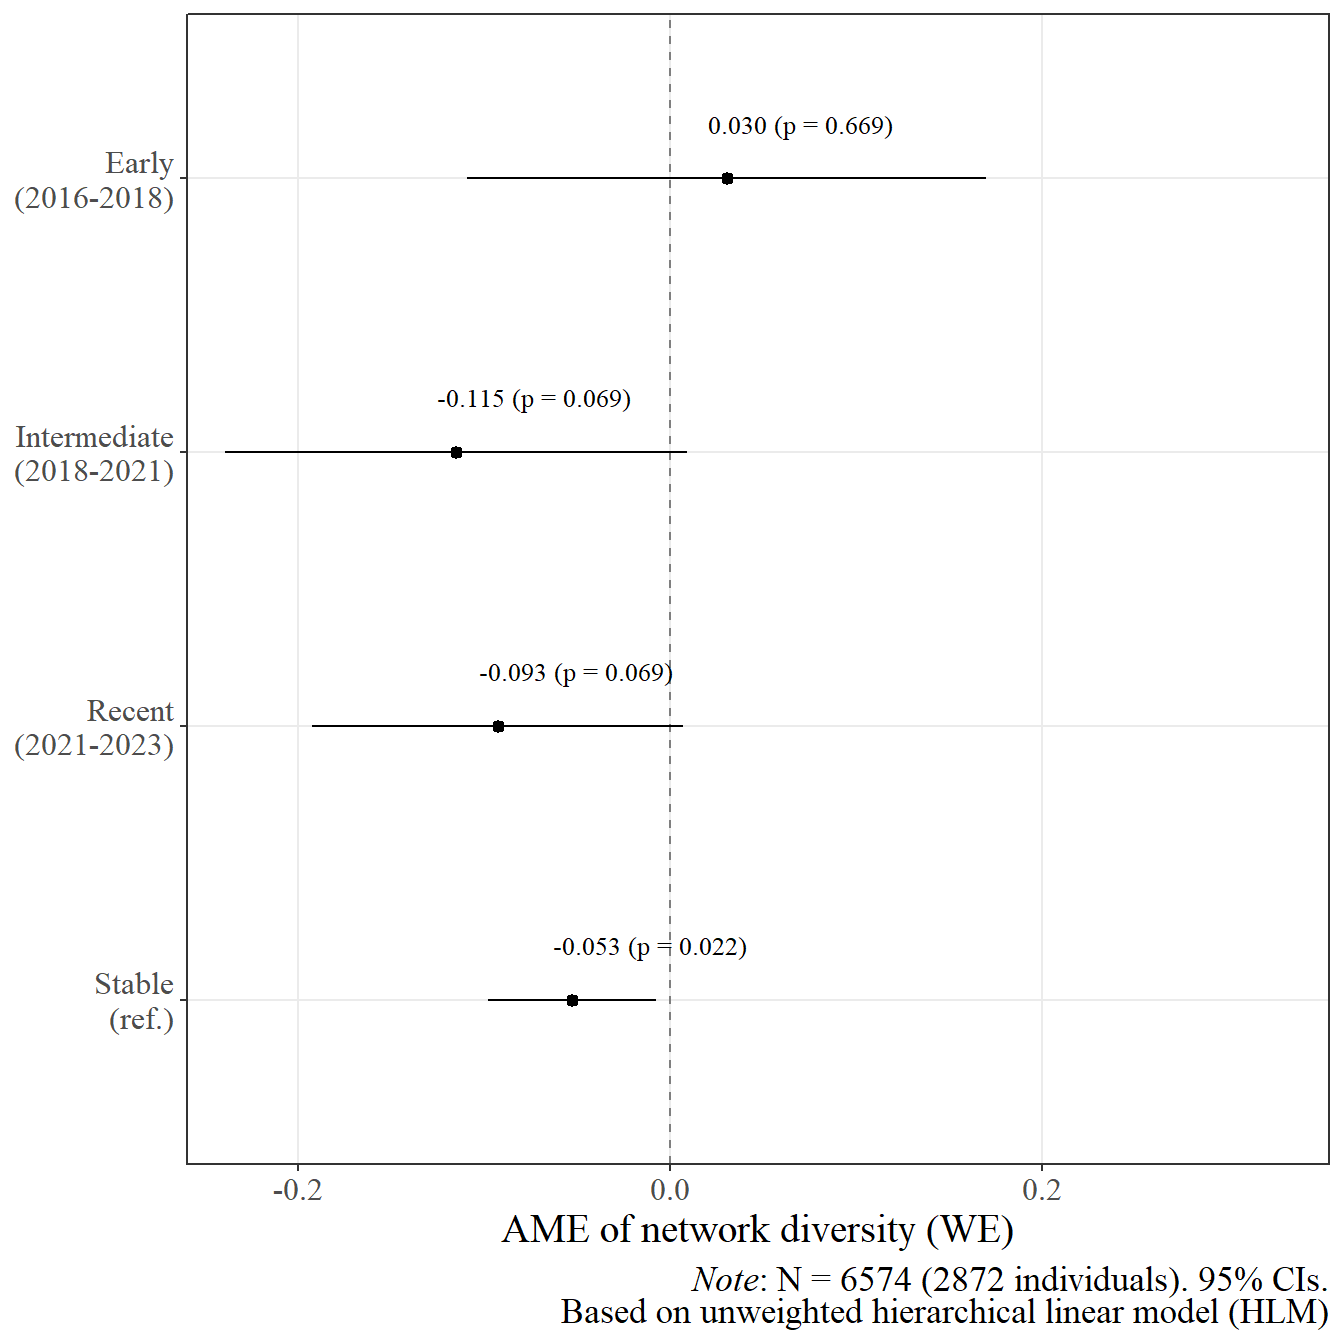 0.030 (p = 0.669)
Early
(2016-2018)
-0.115 (p = 0.069)
Intermediate
(2018-2021)
-0.093 (p = 0.069)
Recent
(2021-2023)
-0.053 (p = 0.022)
Stable
(ref.)
-0.2 0.0 0.2
AME of network diversity (WE)
Note: N = 6574 (2872 individuals). 95% CIs.
Based on unweighted hierarchical linear model (HLM)